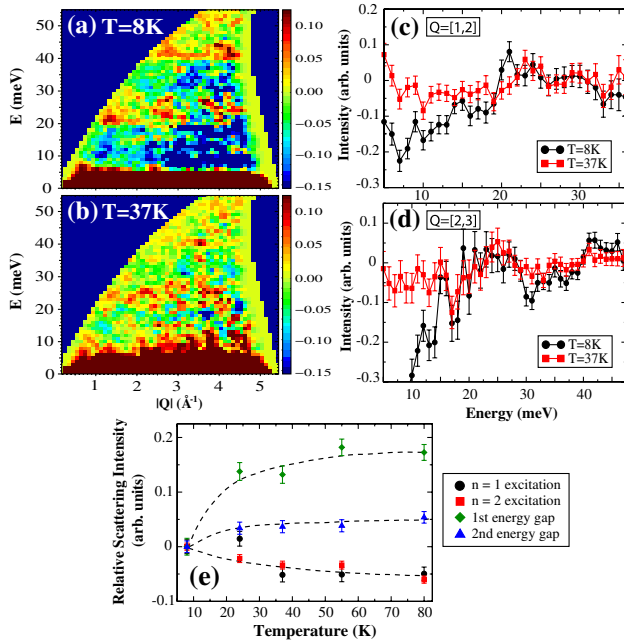 (a) T=8K
E (meV)
50
40
30
20
10
0
0.10
0.05
0.00
−0.05
−0.10
−0.15
(b) T=37K
E (meV)
50
40
30
20
10
0
0.10
0.05
0.00
−0.05
−0.10
−0.15
1 2 3 4 5
|Q| (Å⁻¹)
(c) Q=[1,2]
Intensity (arb. units)
0.1
0
-0.1
-0.2
-0.3
T=8K
T=37K
10 20 30
(d) Q=[2,3]
Intensity (arb. units)
0.1
0
-0.1
-0.2
-0.3
T=8K
T=37K
10 20 30 40
Energy (meV)
Relative Scattering Intensity
(arb. units)
0.2
0.1
0
-0.1
(e)
10 20 30 40 50 60 70 80
Temperature (K)
n = 1 excitation
n = 2 excitation
1st energy gap
2nd energy gap